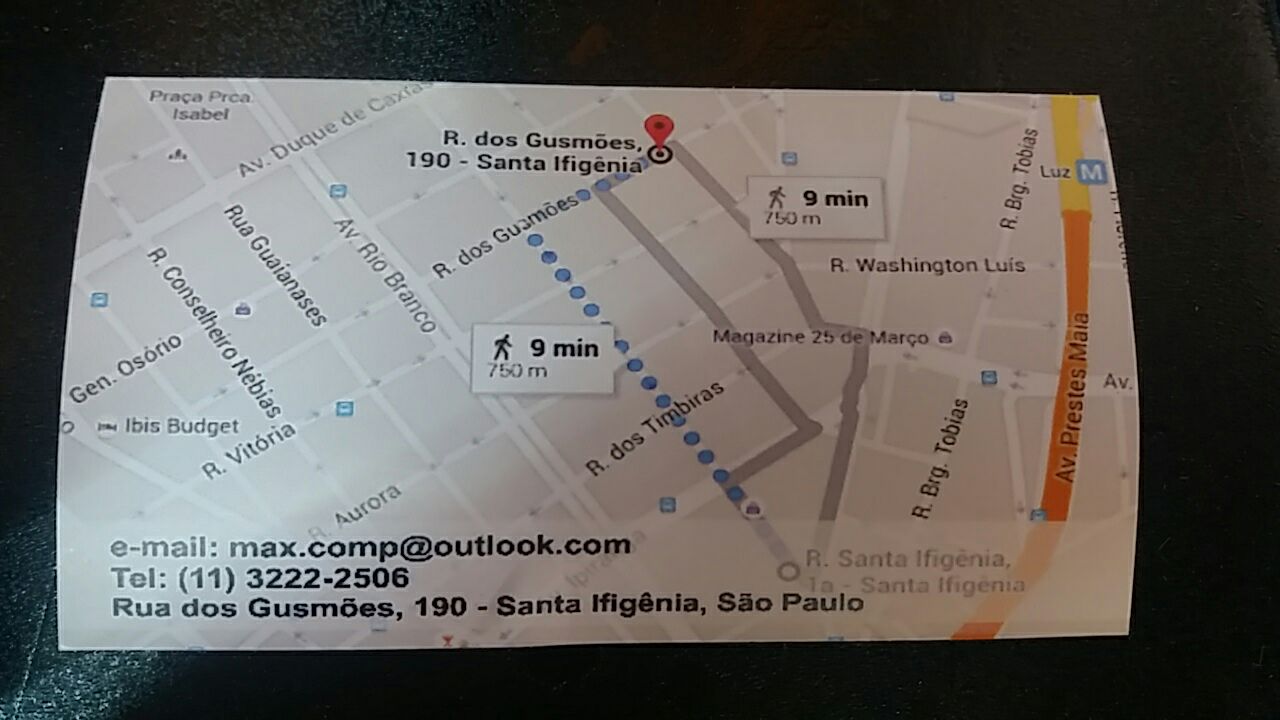 Praça Prca.
Isabel
Av. Duque de Caxias
R. dos Gusmões,
190 - Santa Ifigênia
Luz M
R. Brg. Tobias
9 min
750 m
Rua Guaianases
Av Rio Branco
R. dos Gusmões
R. Conselheiro Nébias
R. Washington Luís
Gen. Osório
9 min
750 m
Magazine 25 de Março
Av. Prestes Maia
Av.
Ibis Budget
R. Vitória
R. dos Timbiras
R. Brg. Tobias
R. Aurora
R. Santa Ifigênia,
1a - Santa Ifigênia
e-mail: max.comp@outlook.com
Tel: (11) 3222-2506
Rua dos Gusmões, 190 - Santa Ifigênia, São Paulo